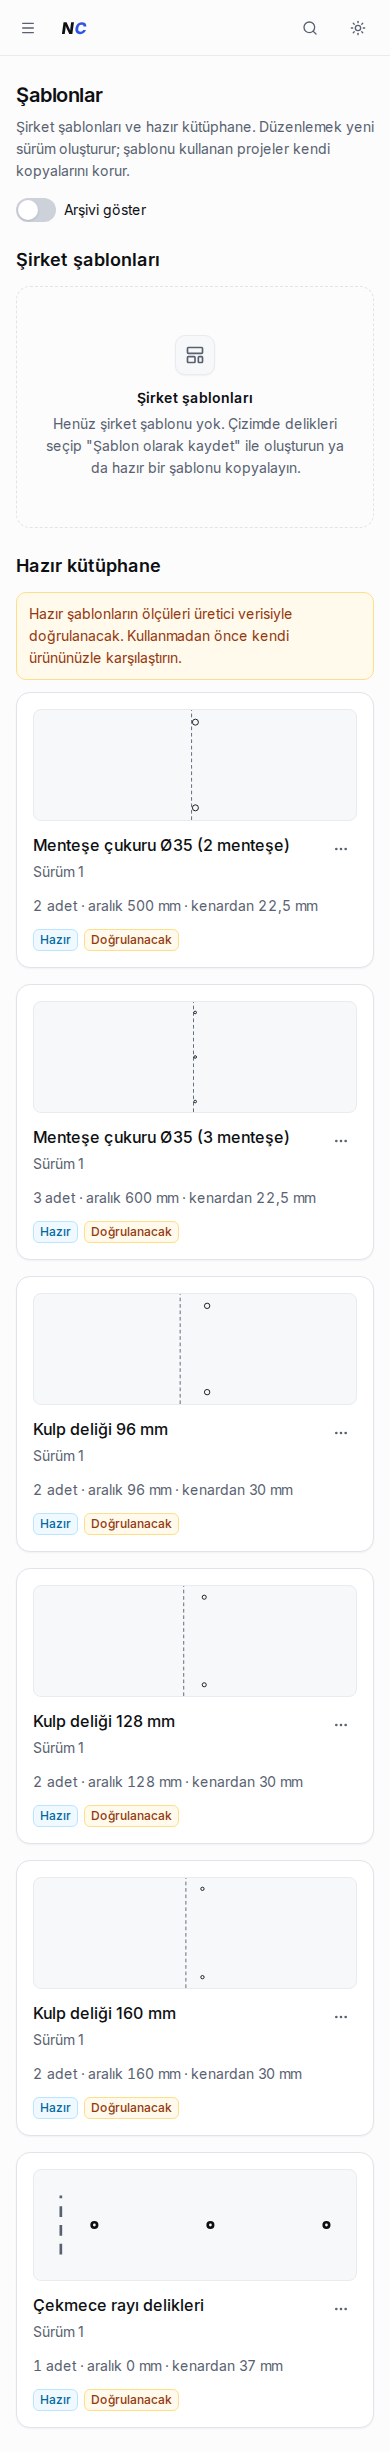 NC
Şablonlar
Şirket şablonları ve hazır kütüphane. Düzenlemek yeni
sürüm oluşturur; şablonu kullanan projeler kendi
kopyalarını korur.
Arşivi göster
Şirket şablonları
Şirket şablonları
Henüz şirket şablonu yok. Çizimde delikleri
seçip "Şablon olarak kaydet" ile oluşturun ya
da hazır bir şablonu kopyalayın.
Hazır kütüphane
Hazır şablonların ölçüleri üretici verisiyle
doğrulanacak. Kullanmadan önce kendi
ürününüzle karşılaştırın.
Menteşe çukuru Ø35 (2 menteşe)
Sürüm 1
2 adet · aralık 500 mm · kenardan 22,5 mm
Hazır Doğrulanacak
Menteşe çukuru Ø35 (3 menteşe)
Sürüm 1
3 adet · aralık 600 mm · kenardan 22,5 mm
Hazır Doğrulanacak
Kulp deliği 96 mm
Sürüm 1
2 adet · aralık 96 mm · kenardan 30 mm
Hazır Doğrulanacak
Kulp deliği 128 mm
Sürüm 1
2 adet · aralık 128 mm · kenardan 30 mm
Hazır Doğrulanacak
Kulp deliği 160 mm
Sürüm 1
2 adet · aralık 160 mm · kenardan 30 mm
Hazır Doğrulanacak
Çekmece rayı delikleri
Sürüm 1
1 adet · aralık 0 mm · kenardan 37 mm
Hazır Doğrulanacak